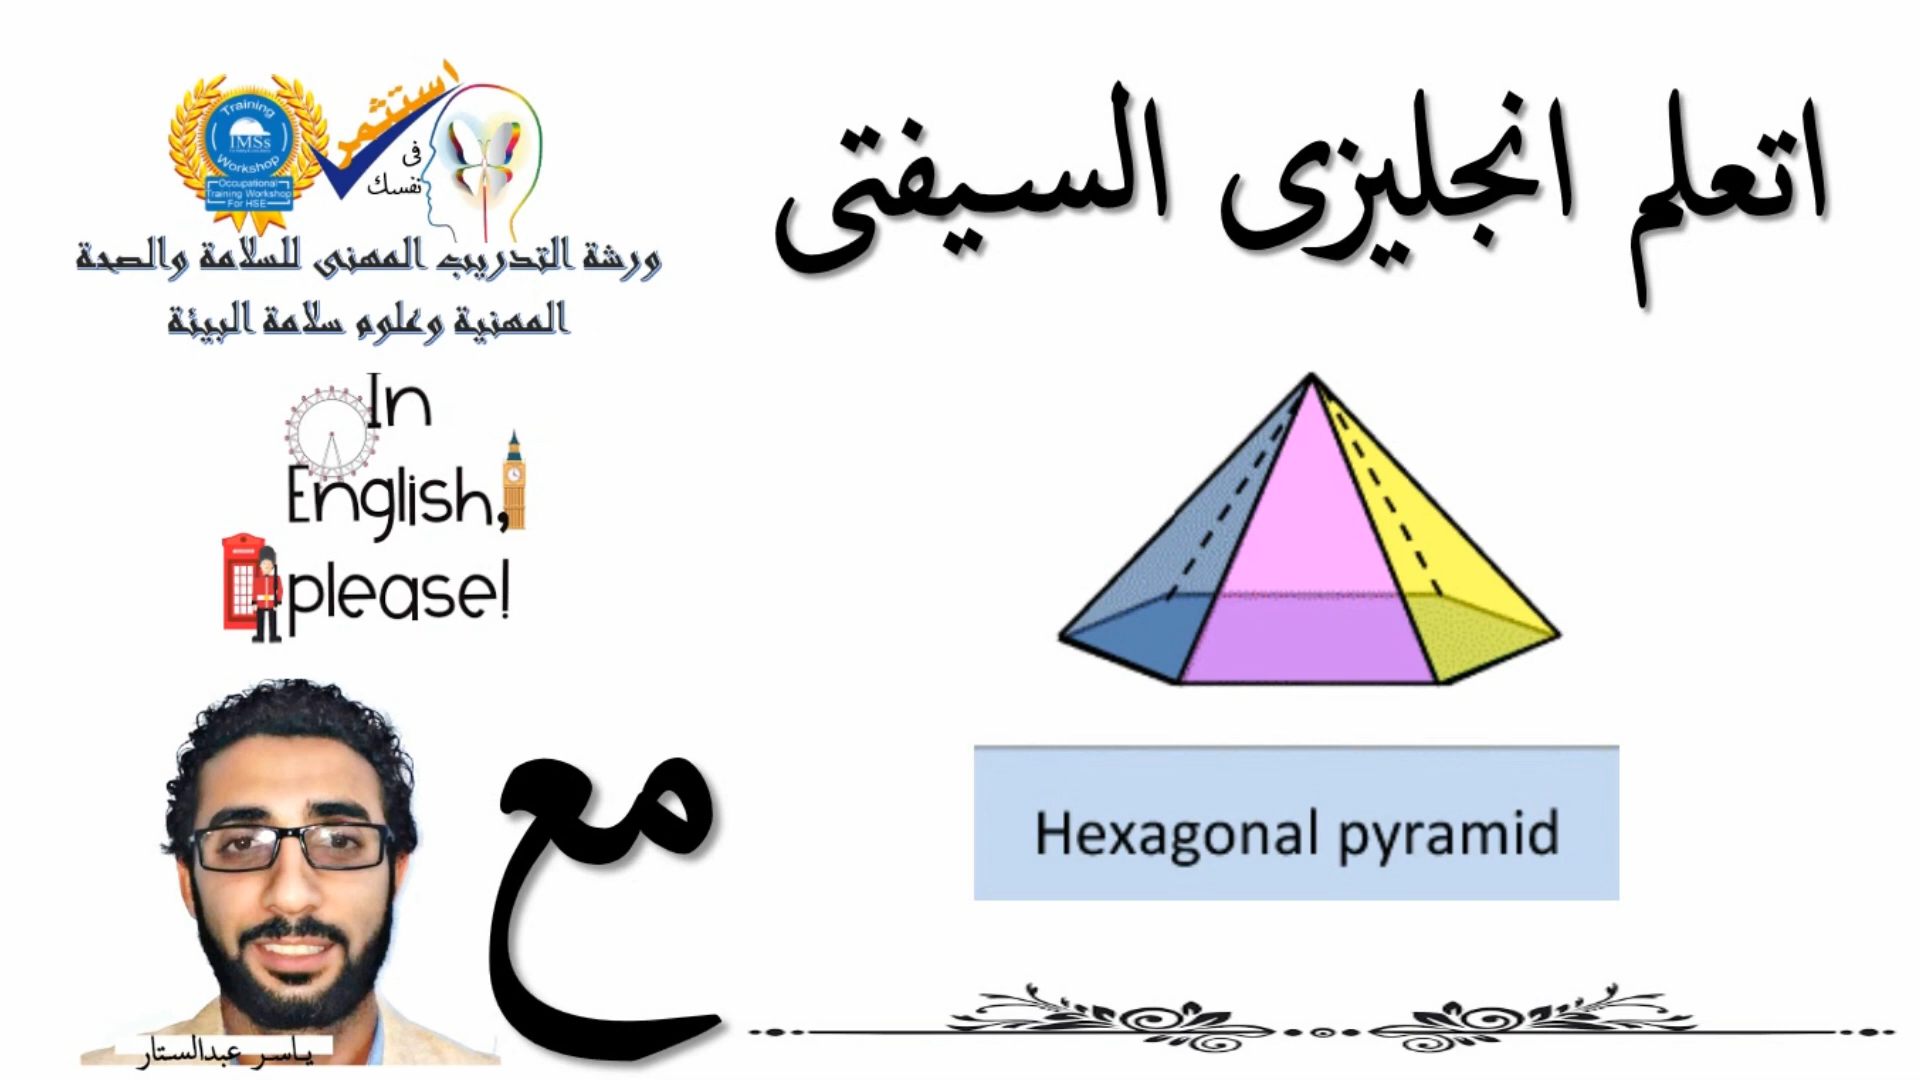 اتعلم انجليزى السيفتى
استثمر
فى
نفسك
Training
IMSs
Workshop
Occupational
Training Workshop
For HSE
ورشة التدريب المهنى للسلامة والصحة
المهنية وعلوم سلامة البيئة
In
English,
please!
Hexagonal pyramid
مع
ياسر عبدالستار